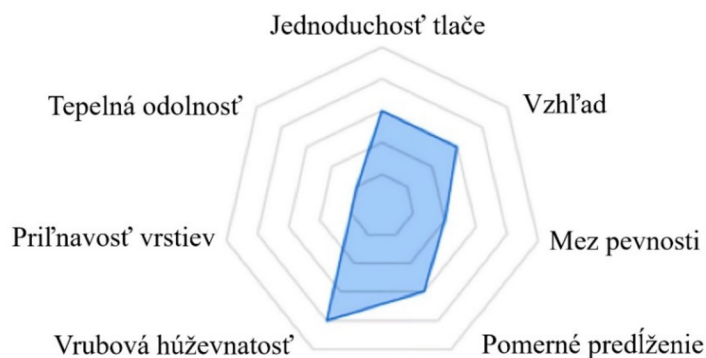 Jednoduchosť tlače
Tepelná odolnosť
Vzhľad
Priľnavosť vrstiev
Mez pevnosti
Vrubová húževnatosť
Pomerné predĺženie